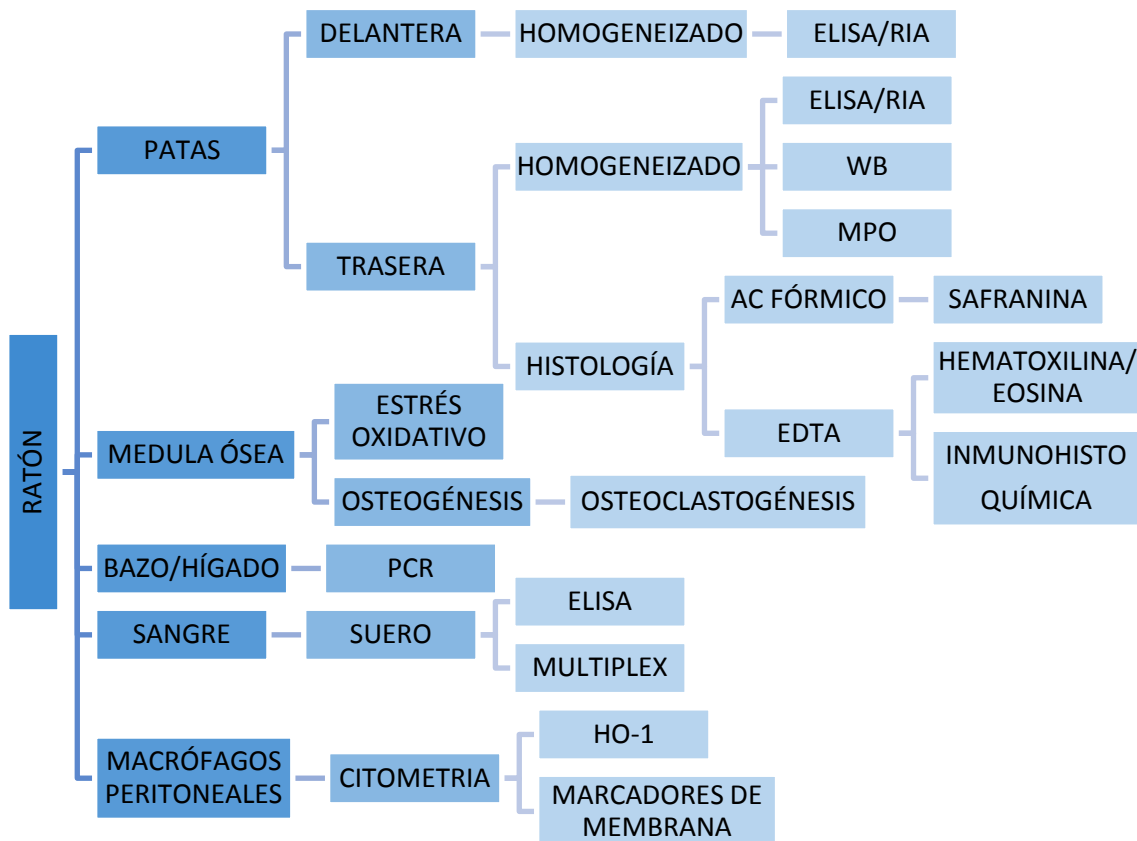 DELANTERA
HOMOGENEIZADO
ELISA/RIA
ELISA/RIA
PATAS
HOMOGENEIZADO
WB
MPO
TRASERA
AC FÓRMICO
SAFRANINA
HISTOLOGÍA
HEMATOXILINA/
EOSINA
EDTA
INMUNOHISTO
QUÍMICA
RATÓN
ESTRÉS
OXIDATIVO
MEDULA ÓSEA
OSTEOGÉNESIS
OSTEOCLASTOGÉNESIS
BAZO/HÍGADO
PCR
ELISA
SANGRE
SUERO
MULTIPLEX
HO-1
MACRÓFAGOS
PERITONEALES
CITOMETRIA
MARCADORES DE
MEMBRANA